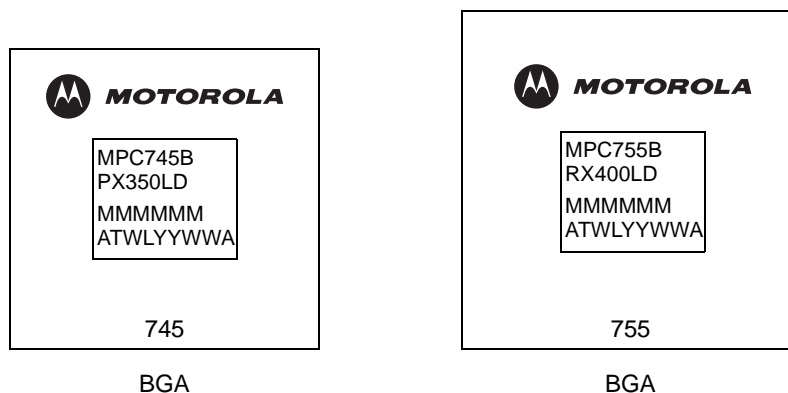 MOTOROLA
MPC745B
PX350LD
MMMMMM
ATWLYYWWA
745
BGA
MOTOROLA
MPC755B
RX400LD
MMMMMM
ATWLYYWWA
755
BGA